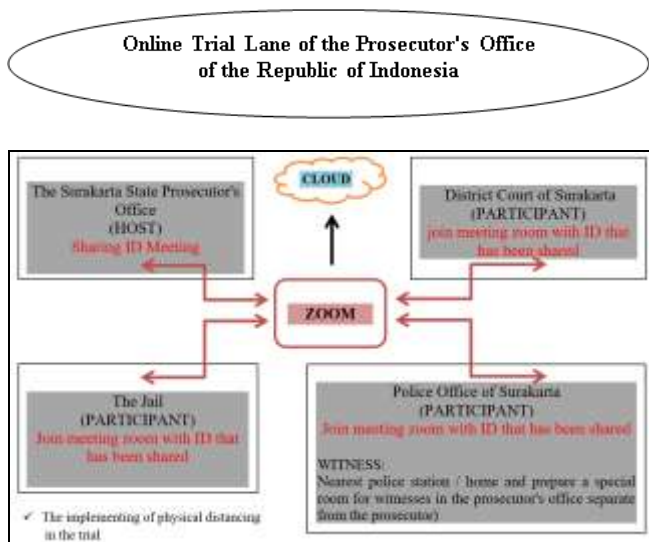 Online Trial Lane of the Prosecutor's Office
of the Republic of Indonesia
CLOUD
The Surakarta State Prosecutor's
Office
(HOST)
Sharing ID Meeting
District Court of Surakarta
(PARTICIPANT)
join meeting room with ID that
has been shared
ZOOM
The Jail
(PARTICIPANT)
Join meeting room with ID that
has been shared
Police Office of Surakarta
(PARTICIPANT)
Join meeting room with ID that has been shared
WITNESS:
Nearest police station / home and prepare a special
room for witnesses in the prosecutor's office separate
from the prosecutor)
✓ The implementing of physical distancing
in the trial